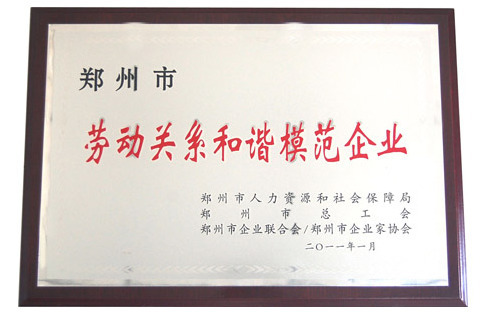 郑州市
劳动关系和谐模范企业
郑州市人力资源和社会保障局
郑州市总工会
郑州市企业联合会/郑州市企业家协会
二〇一一年一月